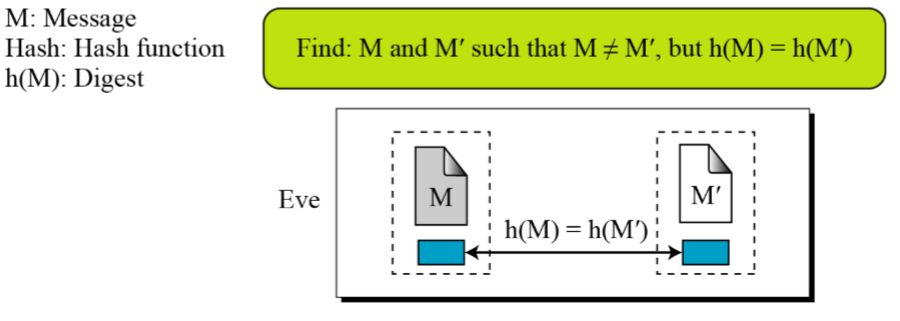 M: Message
Hash: Hash function
h(M): Digest
Find: M and M′ such that M ≠ M′, but h(M) = h(M′)
Eve
M
M′
h(M) = h(M′)